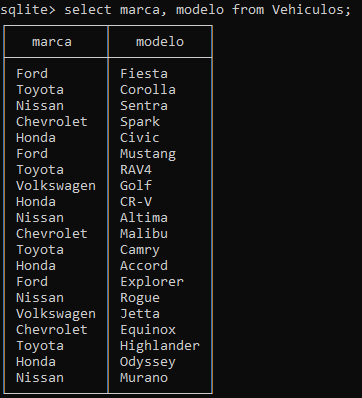 sqlite> select marca, modelo from Vehiculos;
marca modelo
Ford Fiesta
Toyota Corolla
Nissan Sentra
Chevrolet Spark
Honda Civic
Ford Mustang
Toyota RAV4
Volkswagen Golf
Honda CR-V
Nissan Altima
Chevrolet Malibu
Toyota Camry
Honda Accord
Ford Explorer
Nissan Rogue
Volkswagen Jetta
Chevrolet Equinox
Toyota Highlander
Honda Odyssey
Nissan Murano